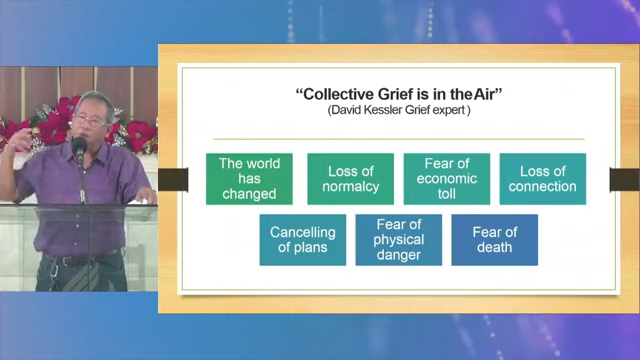 “Collective Grief is in the Air”
(David Kessler Grief expert )
The world
has
changed
Loss of
normalcy
Fear of
economic
toll
Loss of
connection
Cancelling
of plans
Fear of
physical
danger
Fear of
death